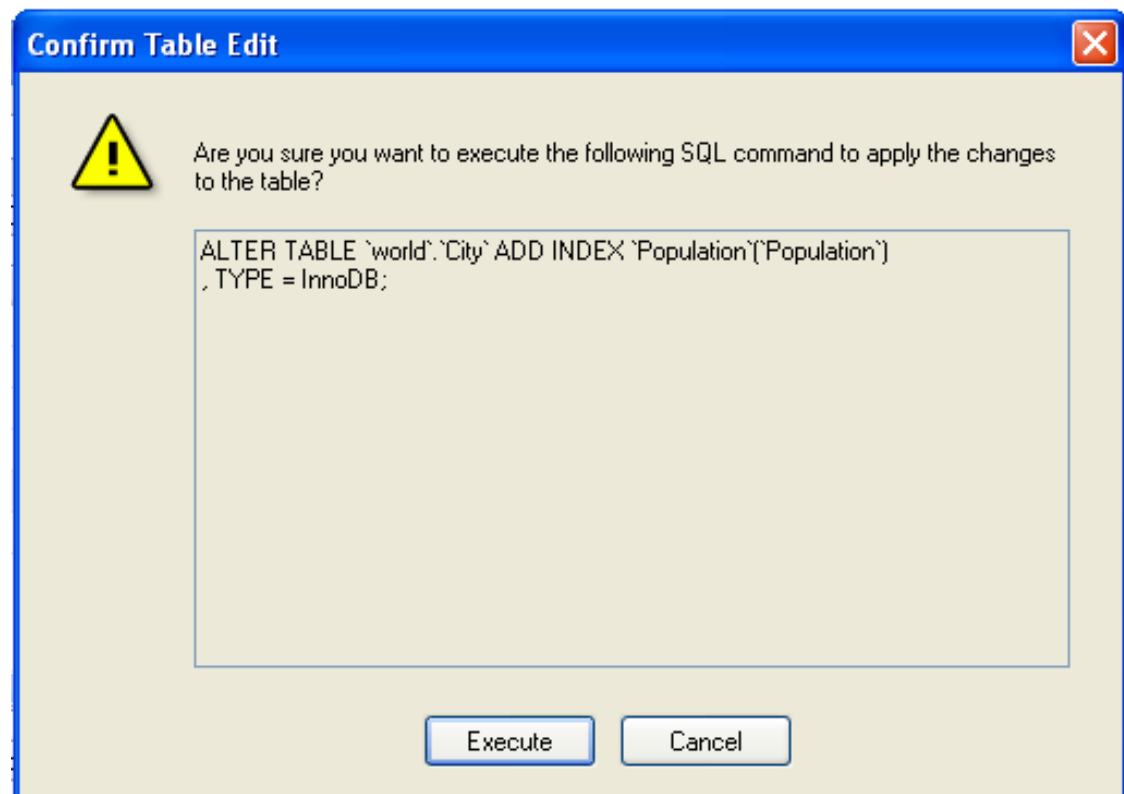 Confirm Table Edit
Are you sure you want to execute the following SQL command to apply the changes
to the table?
ALTER TABLE `world`.`City` ADD INDEX `Population`(`Population`)
, TYPE = InnoDB;
Execute
Cancel